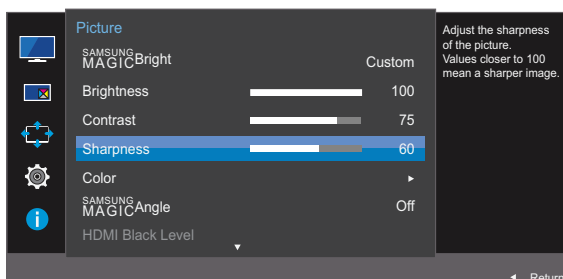 Picture
SAMSUNG
MAGICBright Custom
Brightness 100
Contrast 75
Sharpness 60
Color
SAMSUNG
MAGICAngle Off
HDMI Black Level
Adjust the sharpness
of the picture.
Values closer to 100
mean a sharper image.
Return